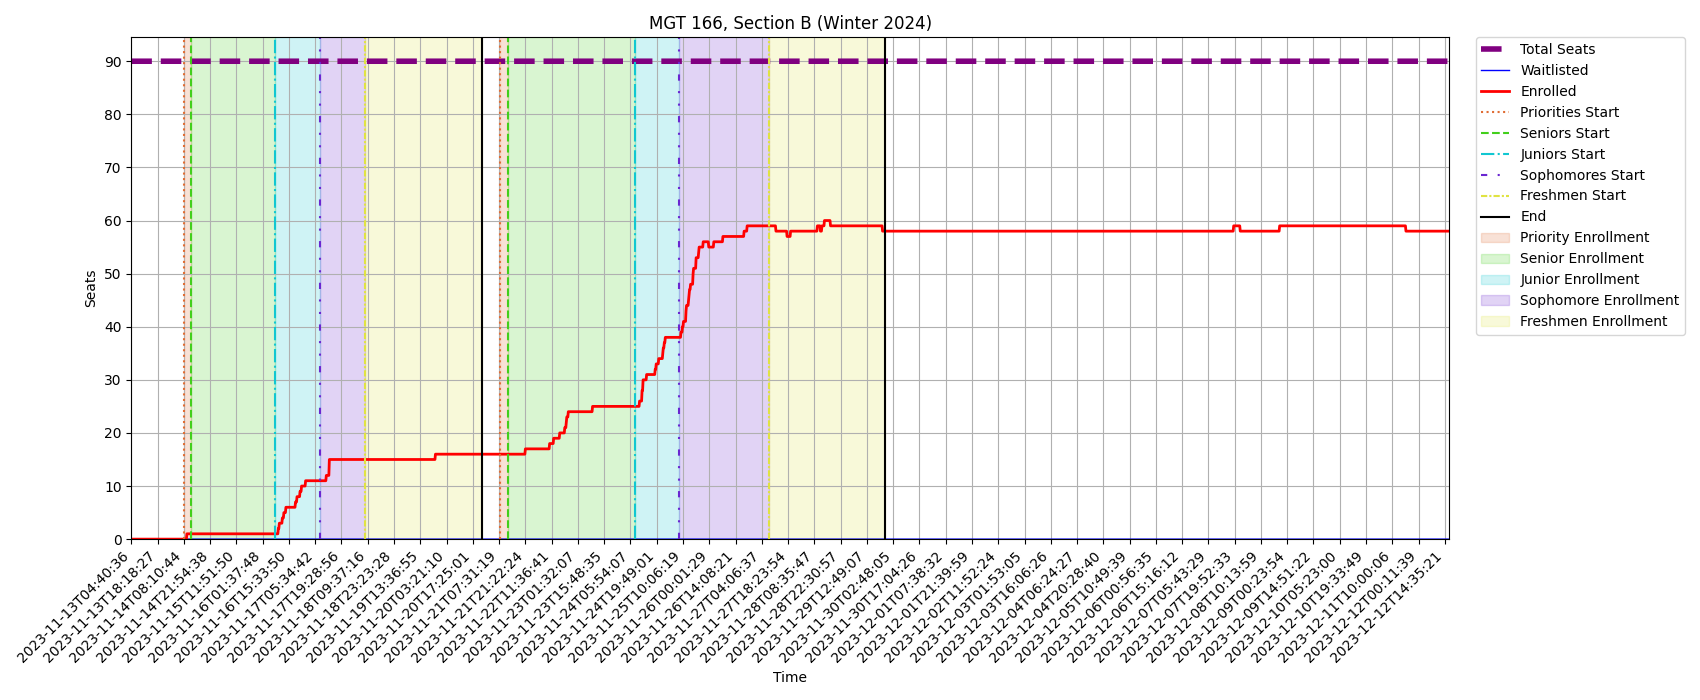 MGT 166, Section B (Winter 2024)
Seats
90
80
70
60
50
40
30
20
10
0
2023-11-13T04:40:36
2023-11-13T18:18:27
2023-11-14T08:10:44
2023-11-14T21:54:38
2023-11-15T11:51:50
2023-11-16T01:37:48
2023-11-16T15:33:50
2023-11-17T05:34:42
2023-11-17T19:28:56
2023-11-18T09:37:16
2023-11-18T23:23:28
2023-11-19T13:36:55
2023-11-20T03:21:10
2023-11-20T17:25:01
2023-11-21T07:31:19
2023-11-21T21:22:24
2023-11-22T11:36:41
2023-11-23T01:32:07
2023-11-23T15:48:35
2023-11-24T05:54:07
2023-11-24T19:49:01
2023-11-25T10:06:19
2023-11-26T00:01:29
2023-11-26T14:08:21
2023-11-27T04:06:37
2023-11-27T18:23:54
2023-11-28T08:35:47
2023-11-28T22:30:57
2023-11-29T12:49:07
2023-11-30T02:48:05
2023-11-30T17:04:26
2023-12-01T07:38:32
2023-12-01T21:39:59
2023-12-02T11:52:24
2023-12-03T01:53:05
2023-12-03T16:06:26
2023-12-04T06:24:27
2023-12-04T20:28:40
2023-12-05T10:49:39
2023-12-06T00:56:35
2023-12-06T15:16:12
2023-12-07T05:43:29
2023-12-07T19:52:33
2023-12-08T10:13:59
2023-12-09T00:23:54
2023-12-09T14:51:22
2023-12-10T05:23:00
2023-12-10T19:33:49
2023-12-11T10:00:06
2023-12-12T00:11:39
2023-12-12T14:35:21
Time
Total Seats
Waitlisted
Enrolled
Priorities Start
Seniors Start
Juniors Start
Sophomores Start
Freshmen Start
End
Priority Enrollment
Senior Enrollment
Junior Enrollment
Sophomore Enrollment
Freshmen Enrollment